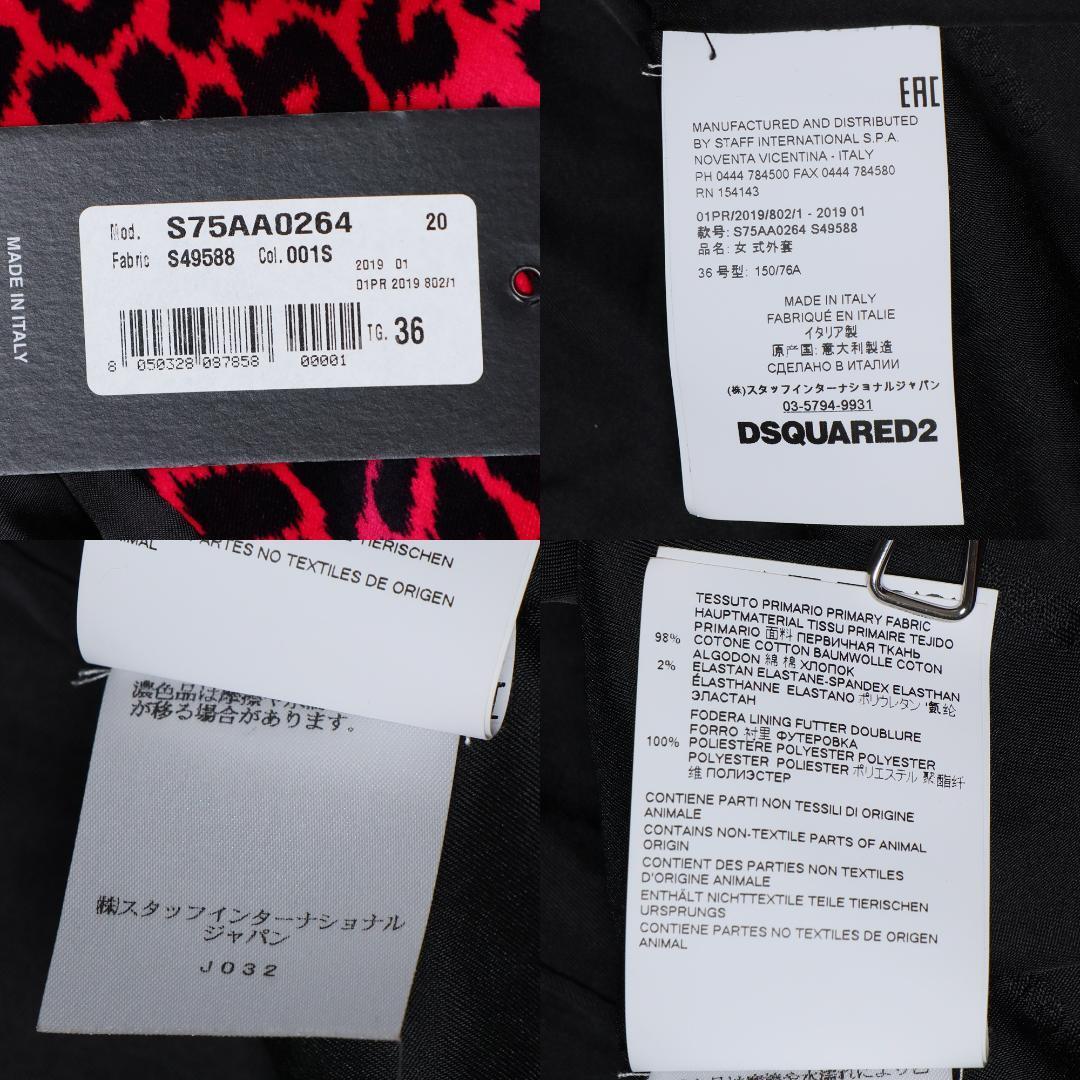 MADE IN ITALY
Mod. S75AA0264 20
Fabric S49588 Col. 001S
2019 01
01PR 2019 802/1
TG. 36
8 050328 087858 00001
EAC
MANUFACTURED AND DISTRIBUTED
BY STAFF INTERNATIONAL S.P.A.
NOVENTA VICENTINA - ITALY
PH 0444 784500 FAX 0444 784580
RN 154143
01PR/2019/802/1 - 2019 01
款号: S75AA0264 S49588
品名: 女 式外套
36 号型: 150/76A
MADE IN ITALY
FABRIQUÉ EN ITALIE
イタリア製
原产国: 意大利製造
СДЕЛАНО В ИТАЛИИ
(株)スタッフインターナショナルジャパン
03-5794-9931
DSQUARED2
TIERISCHEN
ARTES NO TEXTILES DE ORIGEN
濃色品は摩擦や水濡
が移る場合があります。
(株)スタッフインターナショナル
ジャパン
J032
TESSUTO PRIMARIO PRIMARY FABRIC
HAUPTMATERIAL TISSU PRIMAIRE TEJIDO
PRIMARIO 面料 ПЕРВИЧНАЯ ТКАНЬ
98% COTONE COTTON BAUMWOLLE COTON
ALGODON 綿 棉 ХЛОПОК
2% ELASTAN ELASTANE-SPANDEX ELASTHAN
ÉLASTHANNE ELASTANO ポリウレタン 氨纶
ЭЛАСТАН
FODERA LINING FUTTER DOUBLURE
FORRO 衬里 ФУТЕРОВКА
100% POLIESTERE POLYESTER POLYESTER
POLYESTER POLIESTER ポリエステル 聚酯纤
维 ПОЛИЭСТЕР
CONTIENE PARTI NON TESSILI DI ORIGINE
ANIMALE
CONTAINS NON-TEXTILE PARTS OF ANIMAL
ORIGIN
CONTIENT DES PARTIES NON TEXTILES
D'ORIGINE ANIMALE
ENTHÄLT NICHTTEXTILE TEILE TIERISCHEN
URSPRUNGS
CONTIENE PARTES NO TEXTILES DE ORIGEN
ANIMAL